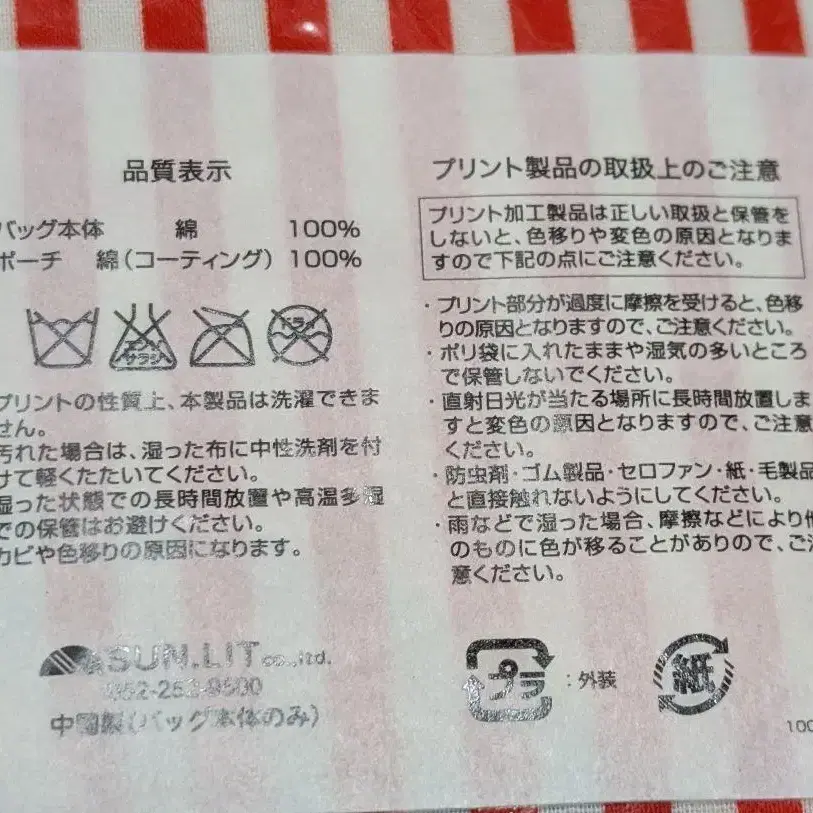 品質表示
バッグ本体 綿 100%
ポーチ 綿(コーティング) 100%
エンソ
サラシ
プリントの性質上、本製品は洗濯できま
せん。
汚れた場合は、湿った布に中性洗剤を付
けて軽くたたいてください。
湿った状態での長時間放置や高温多湿
での保管はお避けください。
カビや色移りの原因になります。
SUN.LIT co.,ltd.
052-252-9500
中國製(バッグ本体のみ)
プリント製品の取扱上のご注意
プリント加工製品は正しい取扱と保管を
しないと、色移りや変色の原因となりま
すので下記の点にご注意ください。
・プリント部分が過度に摩擦を受けると、色移
りの原因となりますので、ご注意ください。
・ポリ袋に入れたままや湿気の多いところ
で保管しないでください。
・直射日光が当たる場所に長時間放置しま
すと変色の原因となりますので、ご注意
ください。
・防虫剤・ゴム製品・セロファン・紙・毛製品
と直接触れないようにしてください。
・雨などで湿った場合、摩擦などにより他
のものに色が移ることがありので、ご注
意ください。
プラ :外装
紙
100